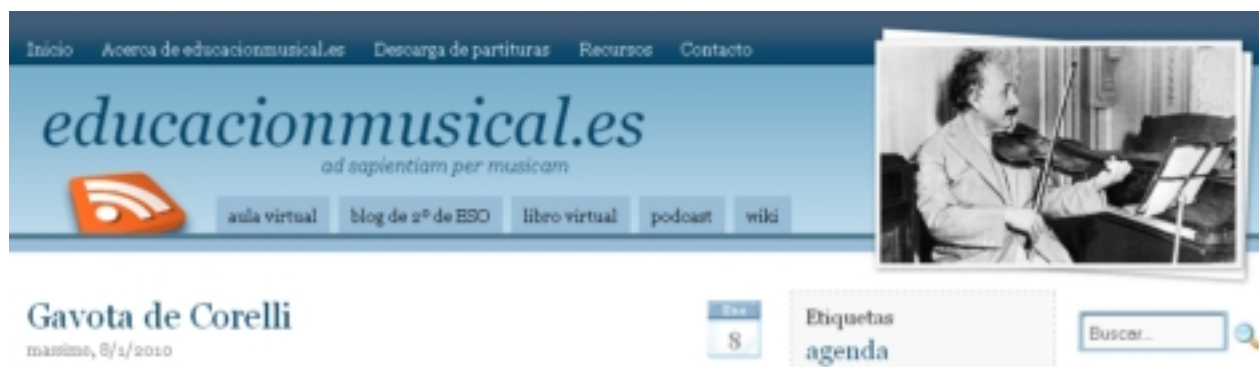 Inicio Acerca de educacionmusical.es Descarga de partituras Recursos Contacto
educacionmusical.es
ad sapientiam per musicam
aula virtual blog de 2º de ESO libro virtual podcast wiki
Gavota de Corelli
massimo, 8/1/2010
Ene
8
Etiquetas
agenda
Buscar...